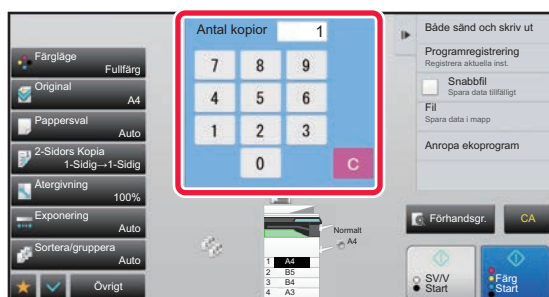 Färgläge
Fullfärg
Original
A4
Pappersval
Auto
2-Sidors Kopia
1-Sidig→1-Sidig
Återgivning
100%
Exponering
Auto
Sortera/gruppera
Auto
Övrigt
Antal kopior 1
7 8 9
4 5 6
1 2 3
0 C
Normalt
A4
1 A4
2 B5
3 B4
4 A3
Både sänd och skriv ut
Programregistrering
Registrera aktuella inst.
Snabbfil
Spara data tillfälligt
Fil
Spara data i mapp
Anropa ekoprogram
Förhandsgr.
CA
SV/V
Start
Färg
Start